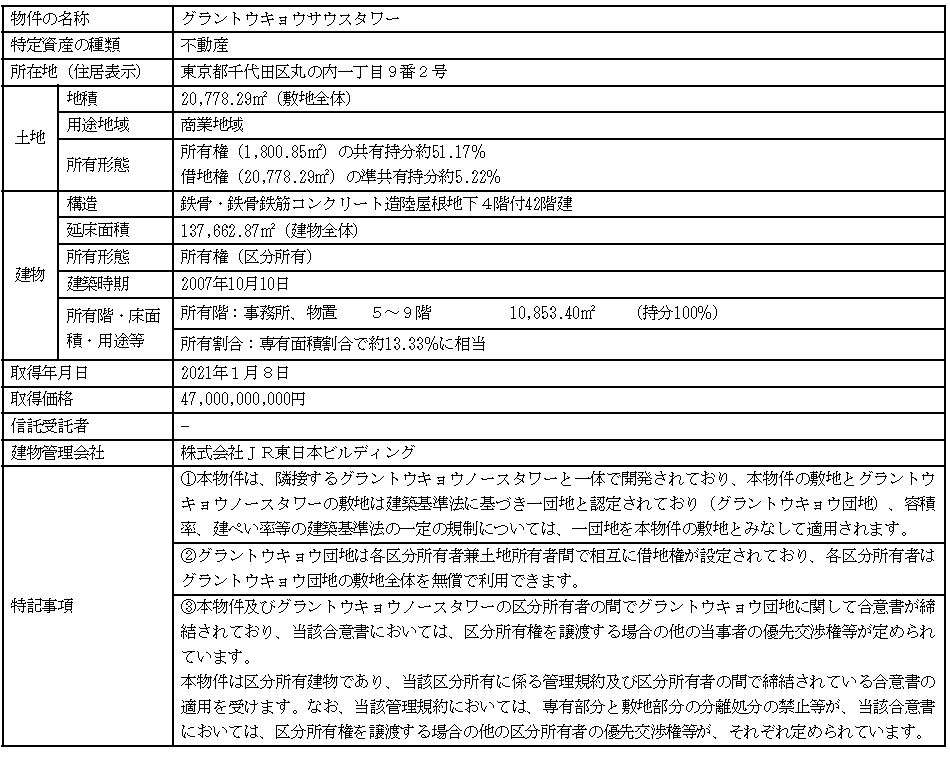 物件の名称 グラントウキョウサウスタワー
特定資産の種類 不動産
所在地（住居表示） 東京都千代田区丸の内一丁目９番２号
土地
地積 20,778.29㎡（敷地全体）
用途地域 商業地域
所有形態
所有権（1,800.85㎡）の共有持分約51.17％
借地権（20,778.29㎡）の準共有持分約5.22％
建物
構造 鉄骨・鉄骨鉄筋コンクリート造陸屋根地下４階付42階建
延床面積 137,662.87㎡（建物全体）
所有形態 所有権（区分所有）
建築時期 2007年10月10日
所有階・床面
積・用途等
所有階：事務所、物置　　５～９階　　　　　10,853.40㎡　　（持分100％）
所有割合：専有面積割合で約13.33％に相当
取得年月日 2021年１月８日
取得価格 47,000,000,000円
信託受託者 －
建物管理会社 株式会社ＪＲ東日本ビルディング
特記事項
①本物件は、隣接するグラントウキョウノースタワーと一体で開発されており、本物件の敷地とグラントウ
キョウノースタワーの敷地は建築基準法に基づき一団地と認定されており（グラントウキョウ団地）、容積
率、建ぺい率等の建築基準法の一定の規制については、一団地を本物件の敷地とみなして適用されます。
②グラントウキョウ団地は各区分所有者兼土地所有者間で相互に借地権が設定されており、各区分所有者は
グラントウキョウ団地の敷地全体を無償で利用できます。
③本物件及びグラントウキョウノースタワーの区分所有者の間でグラントウキョウ団地に関して合意書が締
結されており、当該合意書においては、区分所有権を譲渡する場合の他の当事者の優先交渉権等が定められ
ています。
本物件は区分所有建物であり、当該区分所有に係る管理規約及び区分所有者の間で締結されている合意書の
適用を受けます。なお、当該管理規約においては、専有部分と敷地部分の分離処分の禁止等が、当該合意書
においては、区分所有権を譲渡する場合の他の区分所有者の優先交渉権等が、それぞれ定められています。